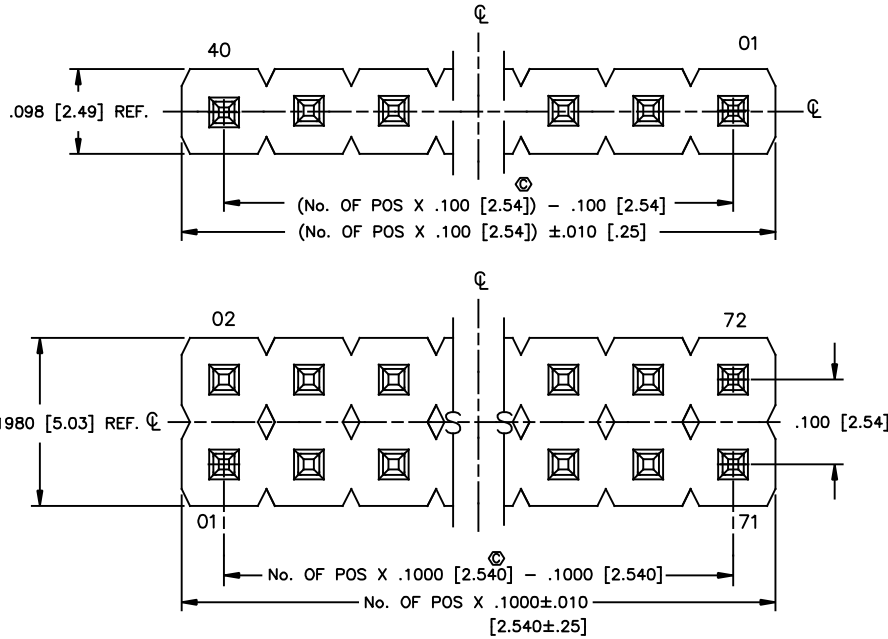 ℄
40
01
.098 [2.49] REF.
℄
Ⓒ
(No. OF POS X .100 [2.54]) – .100 [2.54]
(No. OF POS X .100 [2.54]) ±.010 [.25]
℄
02
72
1980 [5.03] REF. ℄
.100 [2.54]
01
71
Ⓒ
No. OF POS X .1000 [2.540] – .1000 [2.540]
No. OF POS X .1000±.010
[2.540±.25]